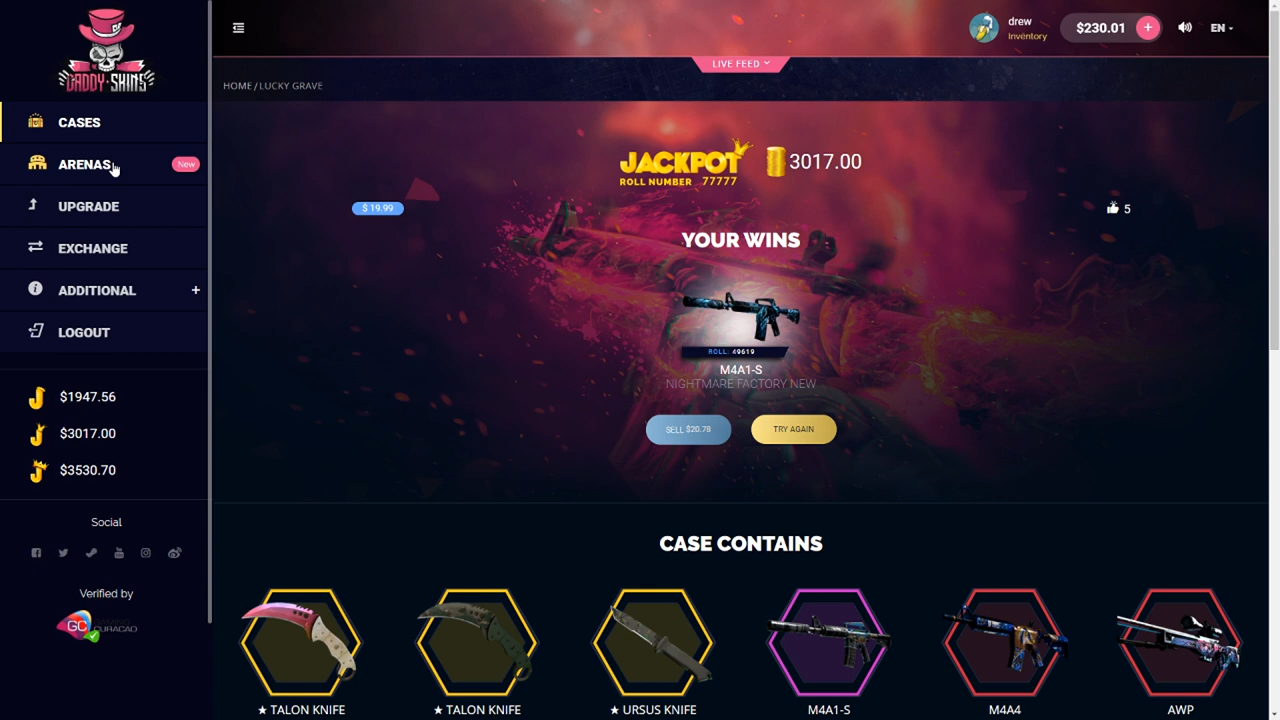 DADDY SKINS
CASES
ARENAS
New
UPGRADE
EXCHANGE
ADDITIONAL +
LOGOUT
$1947.56
$3017.00
$3530.70
Social
Verified by
GC
CURACAO
drew
Inventory
$230.01
+
EN
LIVE FEED
HOME / LUCKY GRAVE
JACKPOT
ROLL NUMBER 77777
3017.00
$ 19.99
5
YOUR WINS
ROLL: 49619
M4A1-S
NIGHTMARE FACTORY NEW
SELL $20.78
TRY AGAIN
CASE CONTAINS
★ TALON KNIFE
★ TALON KNIFE
★ URSUS KNIFE
M4A1-S
M4A4
AWP